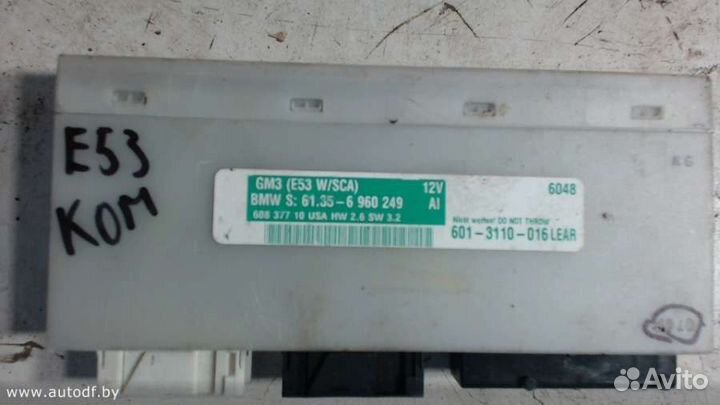 E53
КОМ
GM3 (E53 W/SCA) 12V
BMW S: 61.35-6 960 249 AI
608 377 10 USA HW 2.6 SW 3.2
6048
Nicht werfen! DO NOT THROW
601-3110-016 LEAR
www.autodf.by
Avito